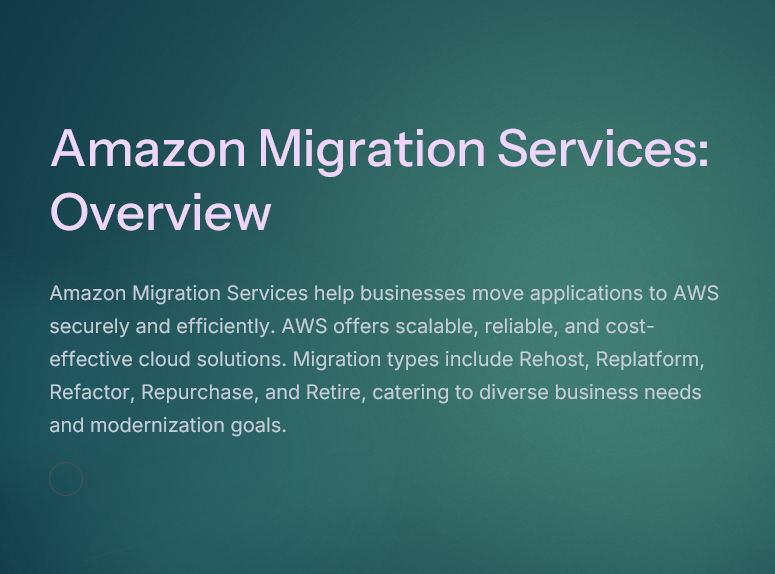 Amazon Migration Services:
Overview
Amazon Migration Services help businesses move applications to AWS
securely and efficiently. AWS offers scalable, reliable, and cost-
effective cloud solutions. Migration types include Rehost, Replatform,
Refactor, Repurchase, and Retire, catering to diverse business needs
and modernization goals.